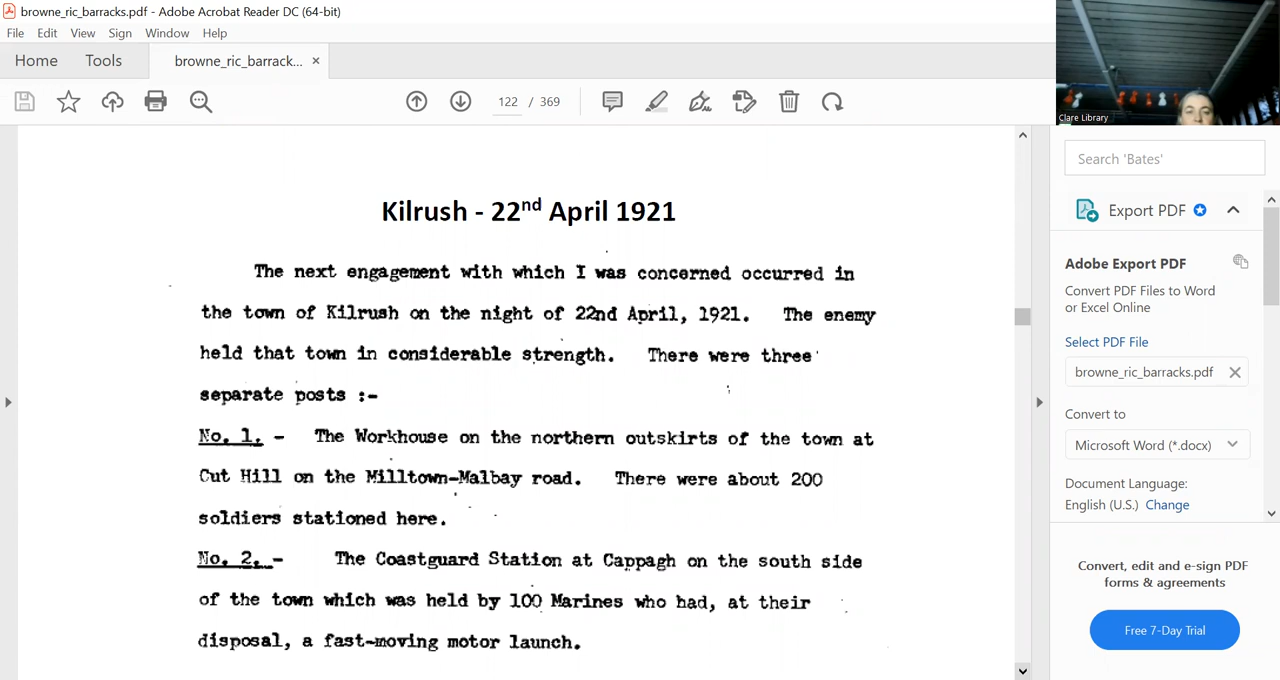 browne_ric_barracks.pdf - Adobe Acrobat Reader DC (64-bit)
File Edit View Sign Window Help
Home Tools browne_ric_barrack... ×
122 / 369
Clare Library
Kilrush - 22nd April 1921
The next engagement with which I was concerned occurred in
the town of Kilrush on the night of 22nd April, 1921. The enemy
held that town in considerable strength. There were three
separate posts :-
No. 1. - The Workhouse on the northern outskirts of the town at
Cut Hill on the Milltown-Malbay road. There were about 200
soldiers stationed here.
No. 2. - The Coastguard Station at Cappagh on the south side
of the town which was held by 100 Marines who had, at their
disposal, a fast-moving motor launch.
Search 'Bates'
Export PDF
Adobe Export PDF
Convert PDF Files to Word
or Excel Online
Select PDF File
browne_ric_barracks.pdf
Convert to
Microsoft Word (*.docx)
Document Language:
English (U.S.) Change
Convert, edit and e-sign PDF
forms & agreements
Free 7-Day Trial